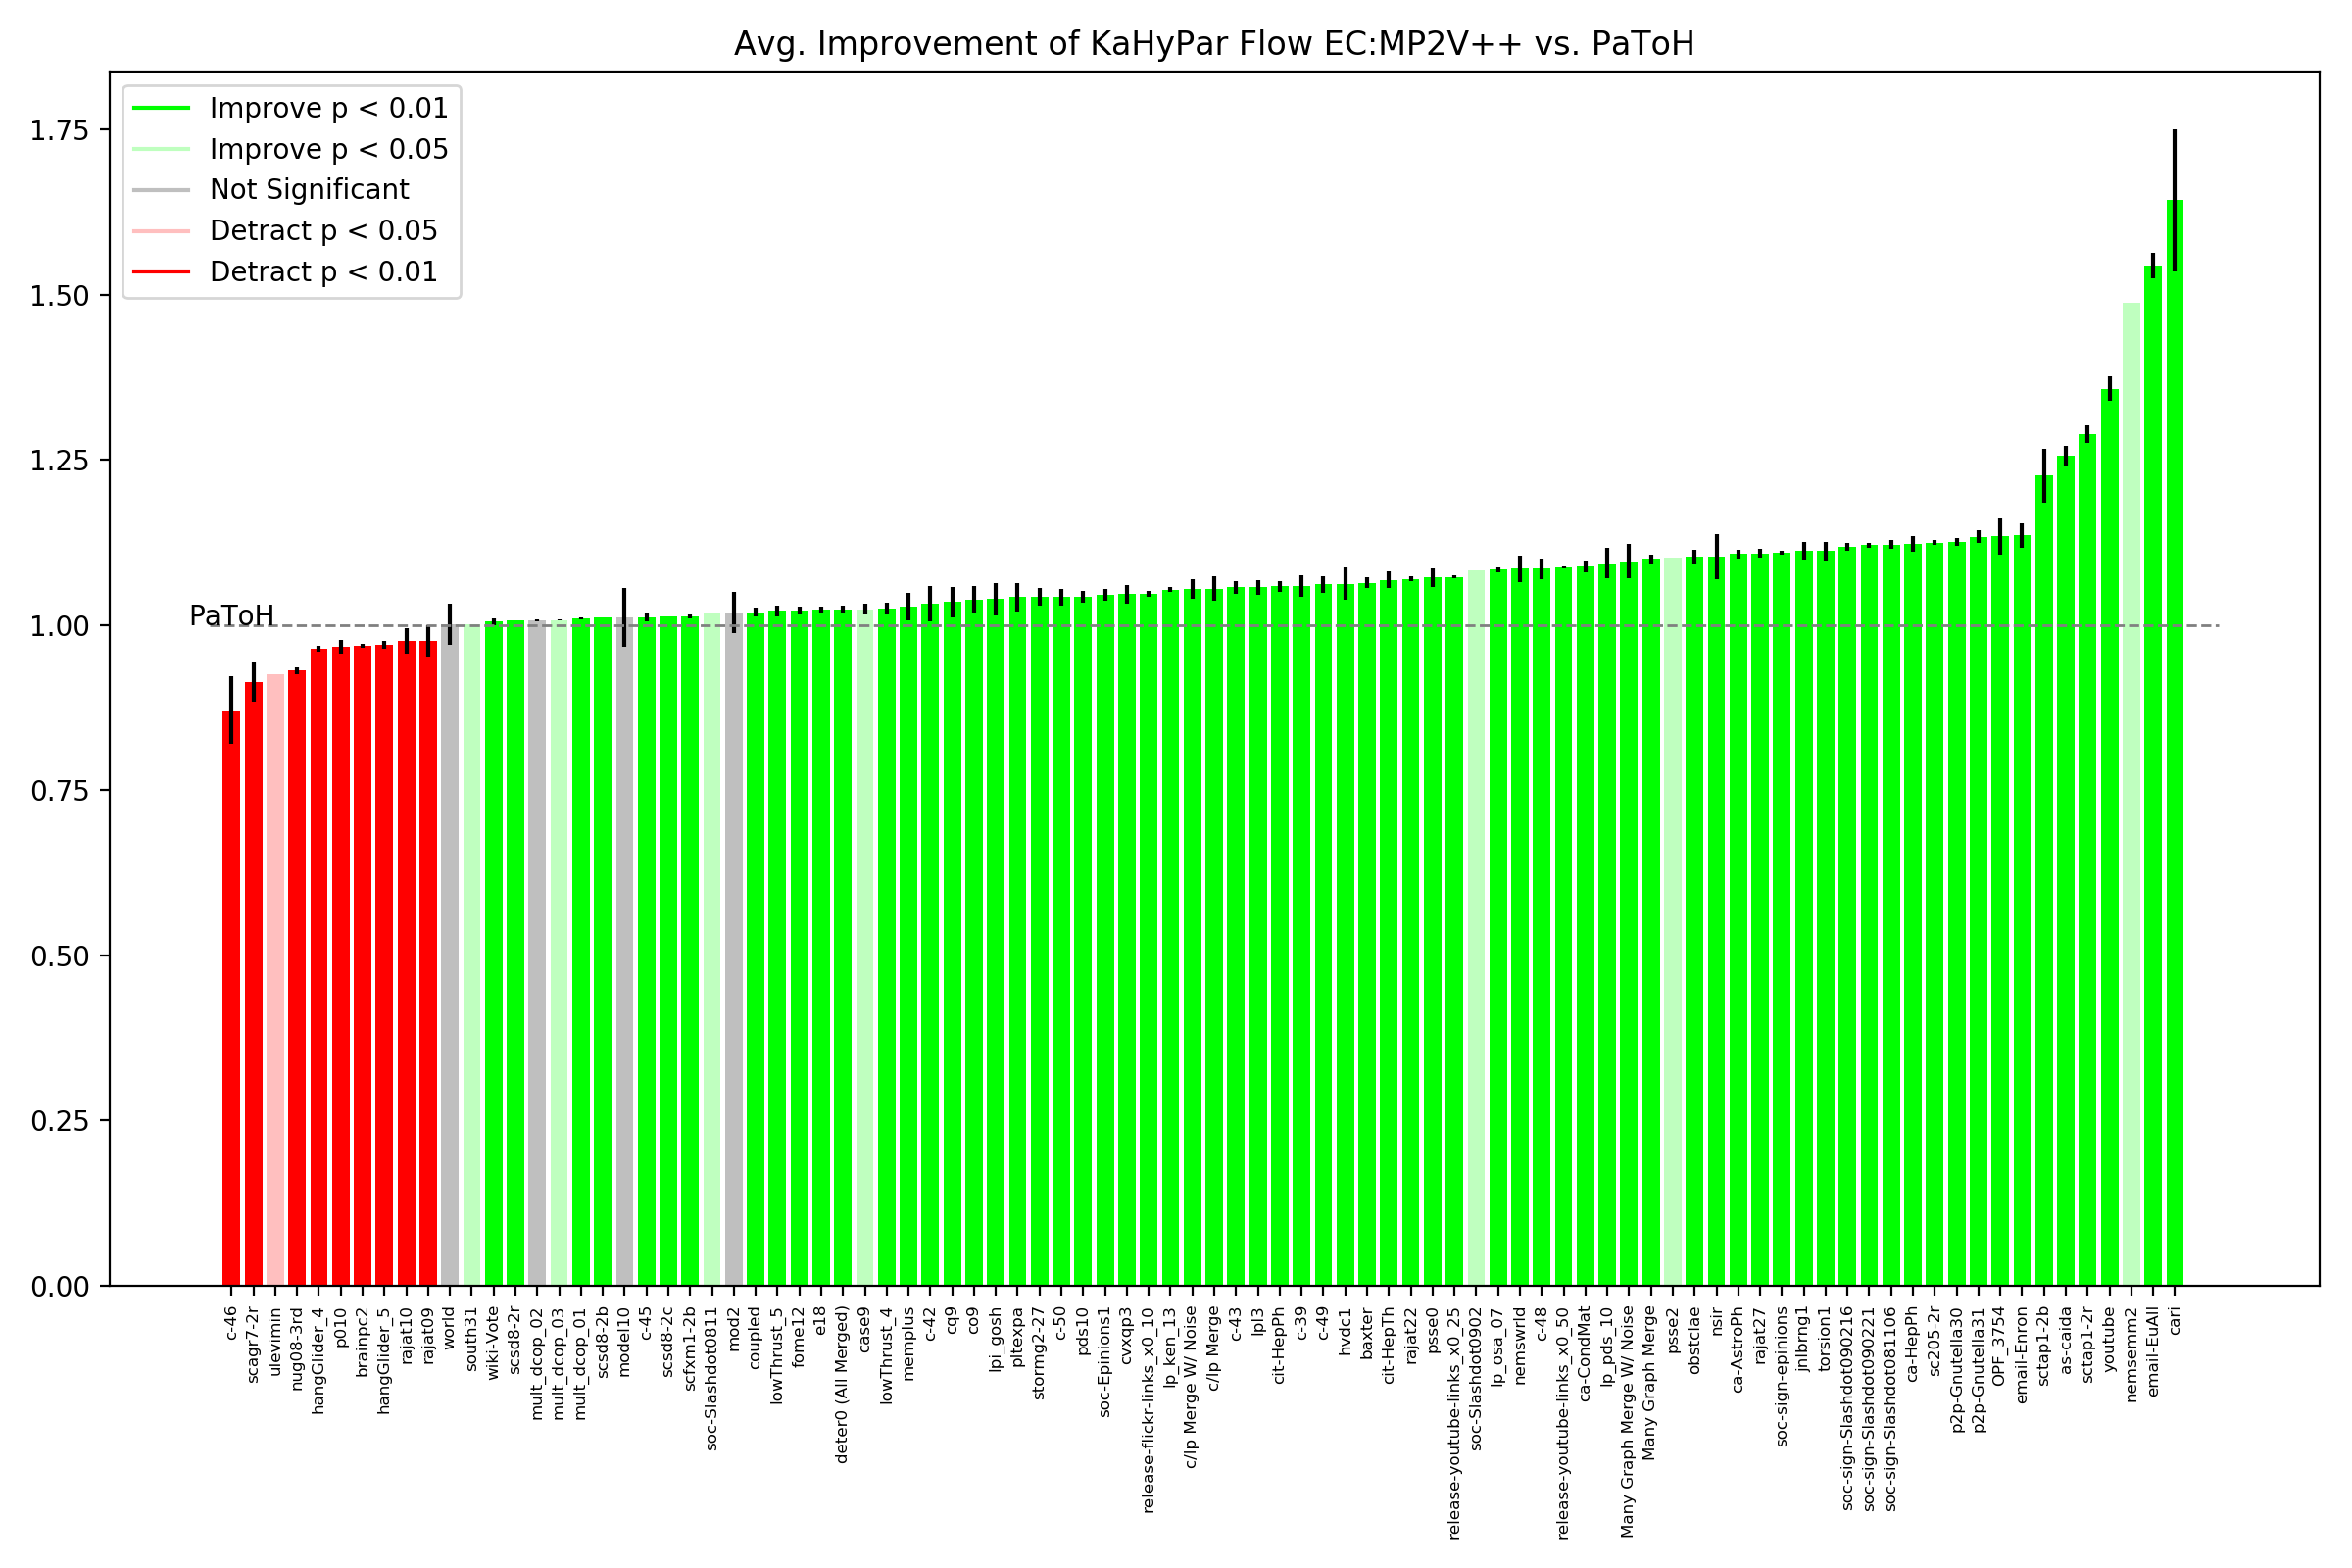 Avg. Improvement of KaHyPar Flow EC:MP2V++ vs. PaToH
Improve p < 0.01
Improve p < 0.05
Not Significant
Detract p < 0.05
Detract p < 0.01
1.75
1.50
1.25
1.00
0.75
0.50
0.25
0.00
PaToH
c-46
scagr7-2r
ulevimin
nug08-3rd
hangGlider_4
p010
brainpc2
hangGlider_5
rajat10
rajat09
world
south31
wiki-Vote
scsd8-2r
mult_dcop_02
mult_dcop_03
mult_dcop_01
scsd8-2b
model10
c-45
scsd8-2c
scfxm1-2b
soc-Slashdot0811
mod2
coupled
lowThrust_5
fome12
e18
deter0 (All Merged)
case9
lowThrust_4
memplus
c-42
cq9
co9
lpi_gosh
pltexpa
stormg2-27
c-50
pds10
soc-Epinions1
cvxqp3
release-flickr-links_x0_10
lp_ken_13
c/lp Merge W/ Noise
c/lp Merge
c-43
lpl3
cit-HepPh
c-39
c-49
hvdc1
baxter
cit-HepTh
rajat22
psse0
release-youtube-links_x0_25
soc-Slashdot0902
lp_osa_07
nemswrld
c-48
release-youtube-links_x0_50
ca-CondMat
lp_pds_10
Many Graph Merge W/ Noise
Many Graph Merge
psse2
obstclae
nsir
ca-AstroPh
rajat27
soc-sign-epinions
jnlbrng1
torsion1
soc-sign-Slashdot090216
soc-sign-Slashdot090221
soc-sign-Slashdot081106
ca-HepPh
sc205-2r
p2p-Gnutella30
p2p-Gnutella31
OPF_3754
email-Enron
sctap1-2b
as-caida
sctap1-2r
youtube
nemsemm2
email-EuAll
cari